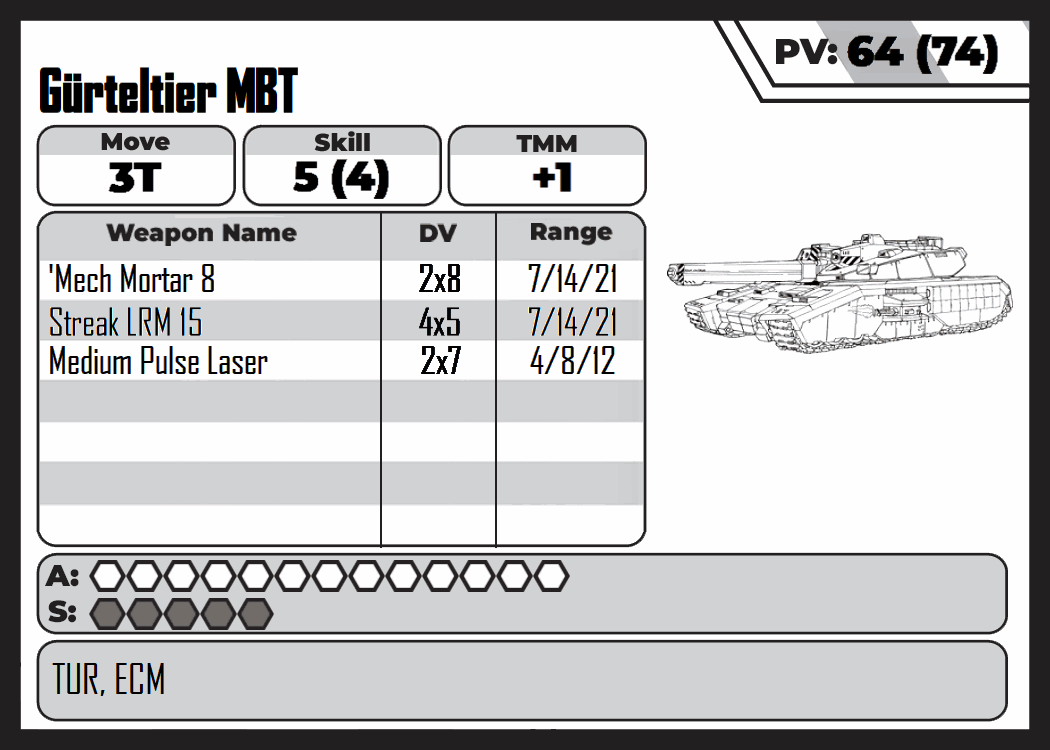 PV: 64 (74)
Gürteltier MBT
Move Skill TMM
3T 5 (4) +1
Weapon Name DV Range
'Mech Mortar 8 2x8 7/14/21
Streak LRM 15 4x5 7/14/21
Medium Pulse Laser 2x7 4/8/12
A:
S:
TUR, ECM